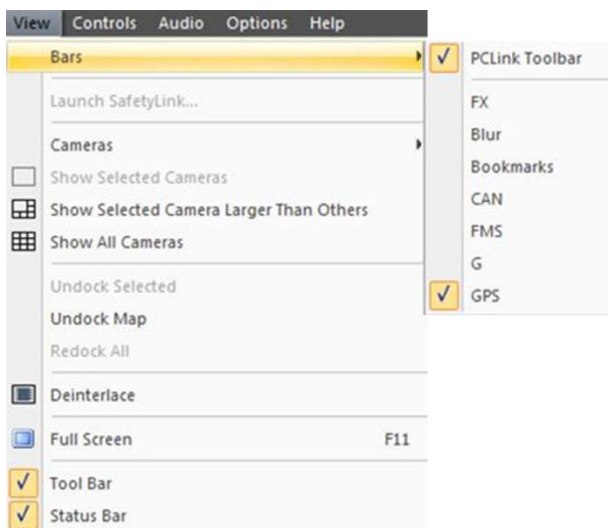 View Controls Audio Options Help
Bars
Launch SafetyLink...
Cameras
Show Selected Cameras
Show Selected Camera Larger Than Others
Show All Cameras
Undock Selected
Undock Map
Redock All
Deinterlace
Full Screen F11
Tool Bar
Status Bar
PCLink Toolbar
FX
Blur
Bookmarks
CAN
FMS
G
GPS